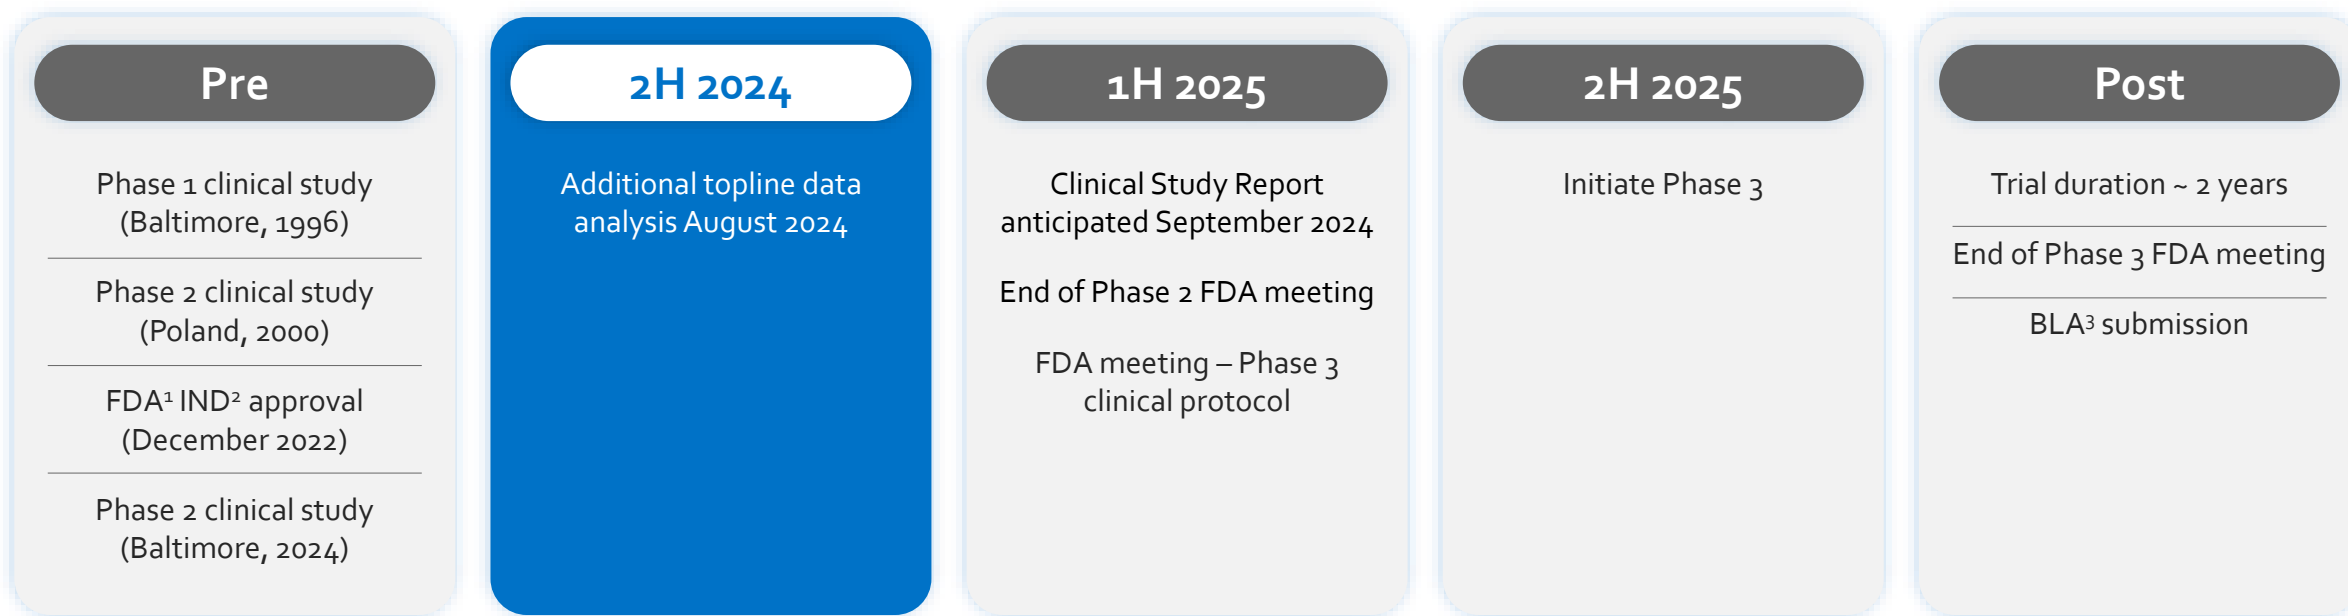 Pre
Phase 1 clinical study
(Baltimore, 1996)
Phase 2 clinical study
(Poland, 2000)
FDA¹ IND² approval
(December 2022)
Phase 2 clinical study
(Baltimore, 2024)
2H 2024
Additional topline data
analysis August 2024
1H 2025
Clinical Study Report
anticipated September 2024
End of Phase 2 FDA meeting
FDA meeting – Phase 3
clinical protocol
2H 2025
Initiate Phase 3
Post
Trial duration ~ 2 years
End of Phase 3 FDA meeting
BLA³ submission